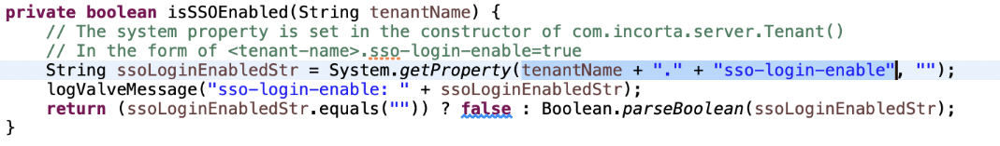 private boolean isSSOEnabled(String tenantName) {
    // The system property is set in the constructor of com.incorta.server.Tenant()
    // In the form of <tenant-name>.sso-login-enable=true
    String ssoLoginEnabledStr = System.getProperty(tenantName + "." + "sso-login-enable", "");
    logValveMessage("sso-login-enable: " + ssoLoginEnabledStr);
    return (ssoLoginEnabledStr.equals("")) ? false : Boolean.parseBoolean(ssoLoginEnabledStr);
}